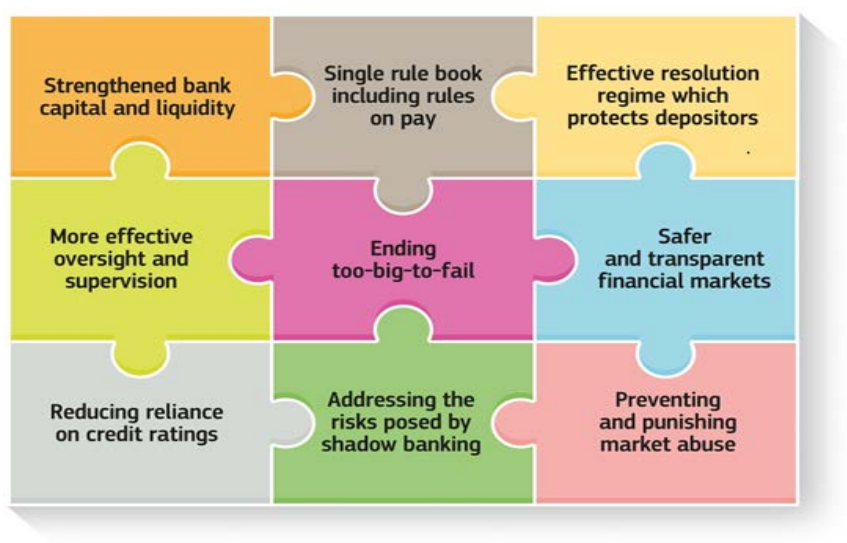 Strengthened bank
capital and liquidity
Single rule book
including rules
on pay
Effective resolution
regime which
protects depositors
More effective
oversight and
supervision
Ending
too-big-to-fail
Safer
and transparent
financial markets
Reducing reliance
on credit ratings
Addressing the
risks posed by
shadow banking
Preventing
and punishing
market abuse